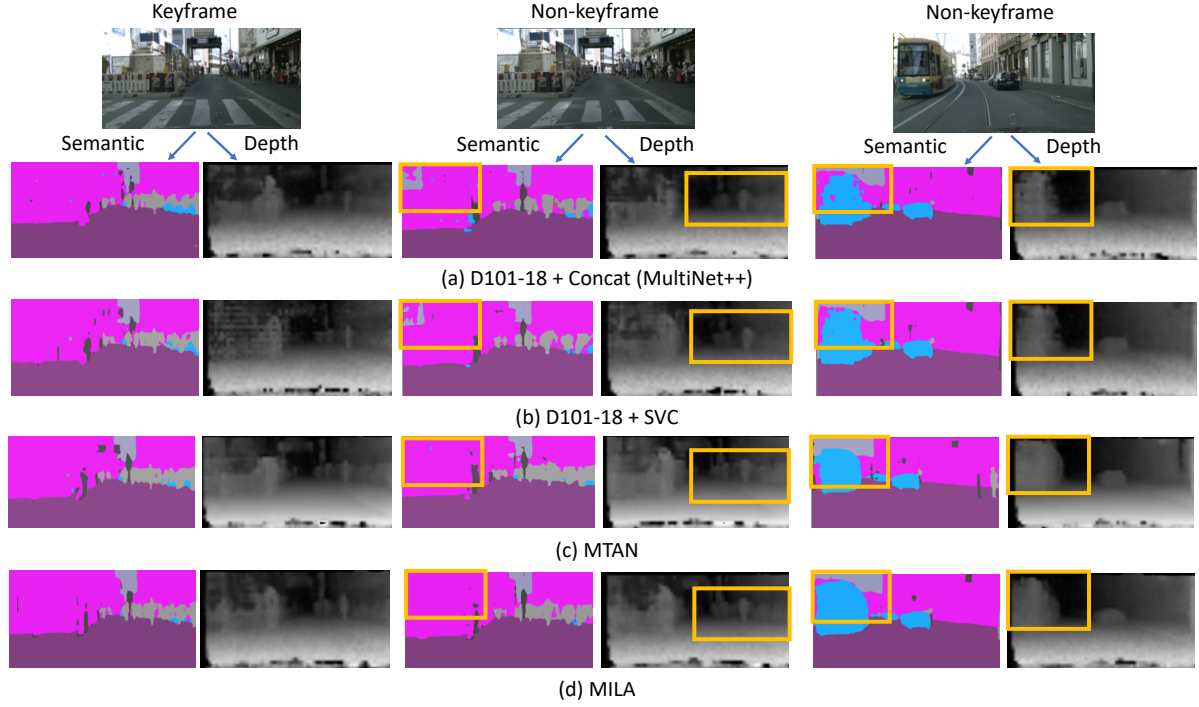 Keyframe
Non-keyframe
Non-keyframe
Semantic
Depth
Semantic
Depth
Semantic
Depth
(a) D101-18 + Concat (MultiNet++)
(b) D101-18 + SVC
(c) MTAN
(d) MILA